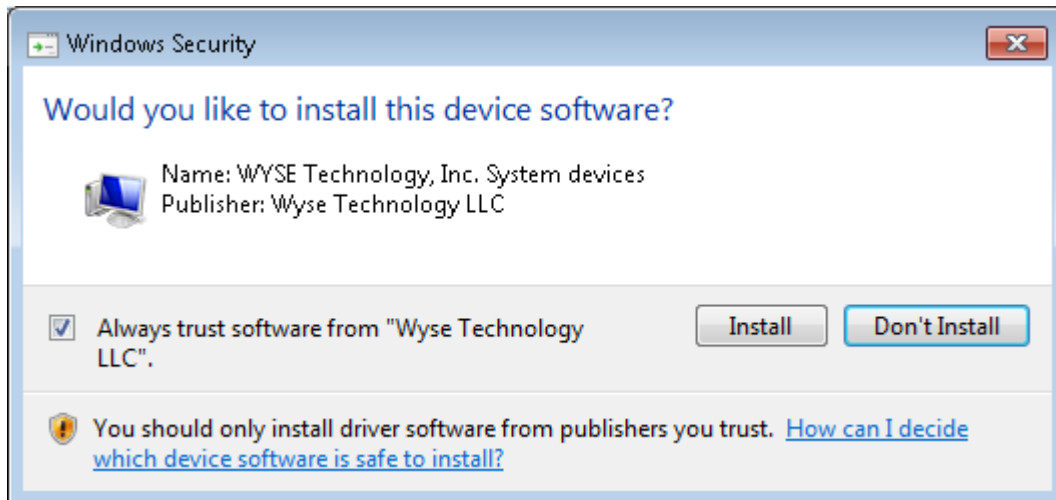 Windows Security
Would you like to install this device software?
Name: WYSE Technology, Inc. System devices
Publisher: Wyse Technology LLC
Always trust software from "Wyse Technology
LLC".
Install
Don't Install
You should only install driver software from publishers you trust. How can I decide
which device software is safe to install?